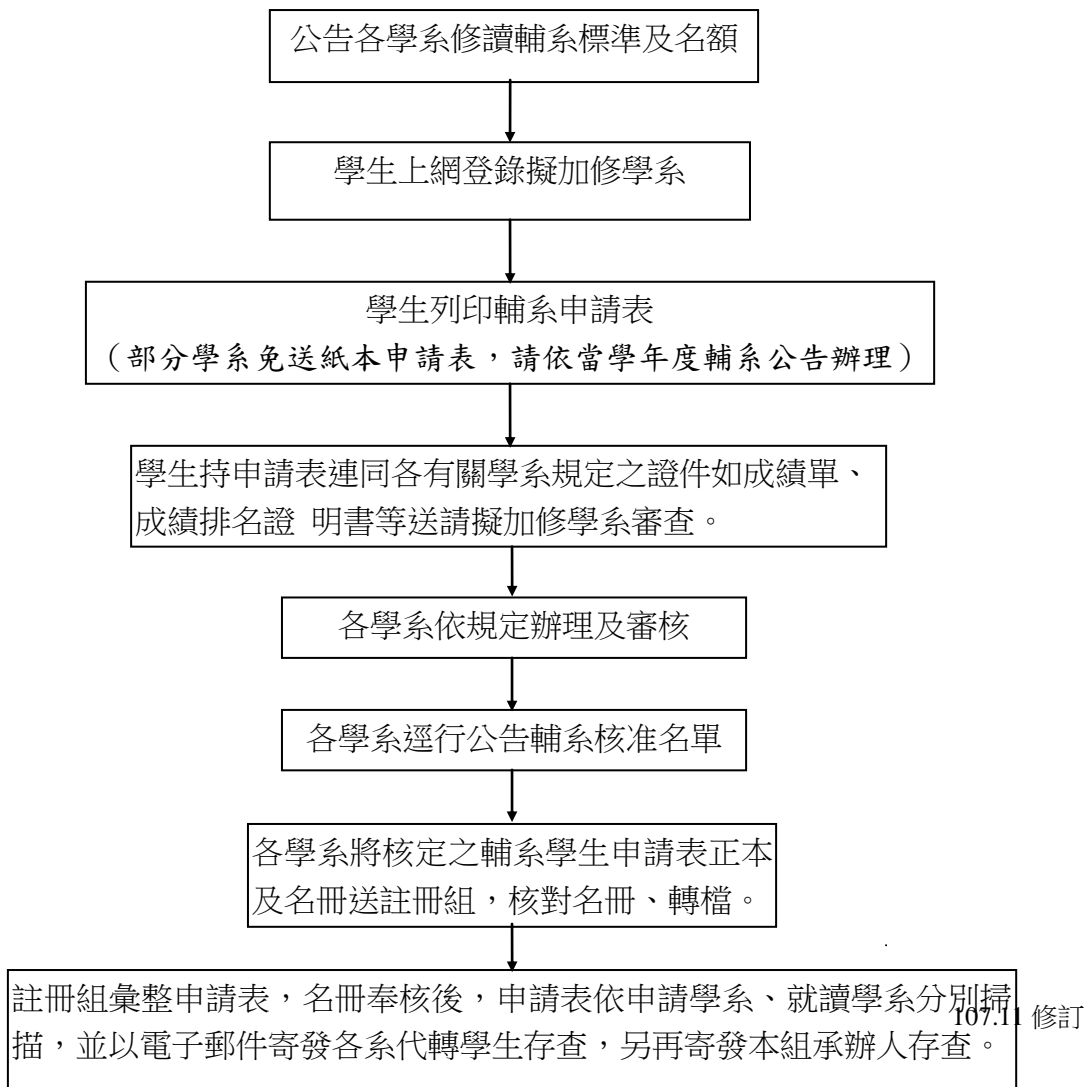 公告各學系修讀輔系標準及名額
學生上網登錄擬加修學系
學生列印輔系申請表
（部分學系免送紙本申請表，請依當學年度輔系公告辦理）
學生持申請表連同各有關學系規定之證件如成績單、
成績排名證 明書等送請擬加修學系審查。
各學系依規定辦理及審核
各學系逕行公告輔系核准名單
各學系將核定之輔系學生申請表正本
及名冊送註冊組，核對名冊、轉檔。
註冊組彙整申請表，名冊奉核後，申請表依申請學系、就讀學系分別掃
描，並以電子郵件寄發各系代轉學生存查，另再寄發本組承辦人存查。
107.11 修訂